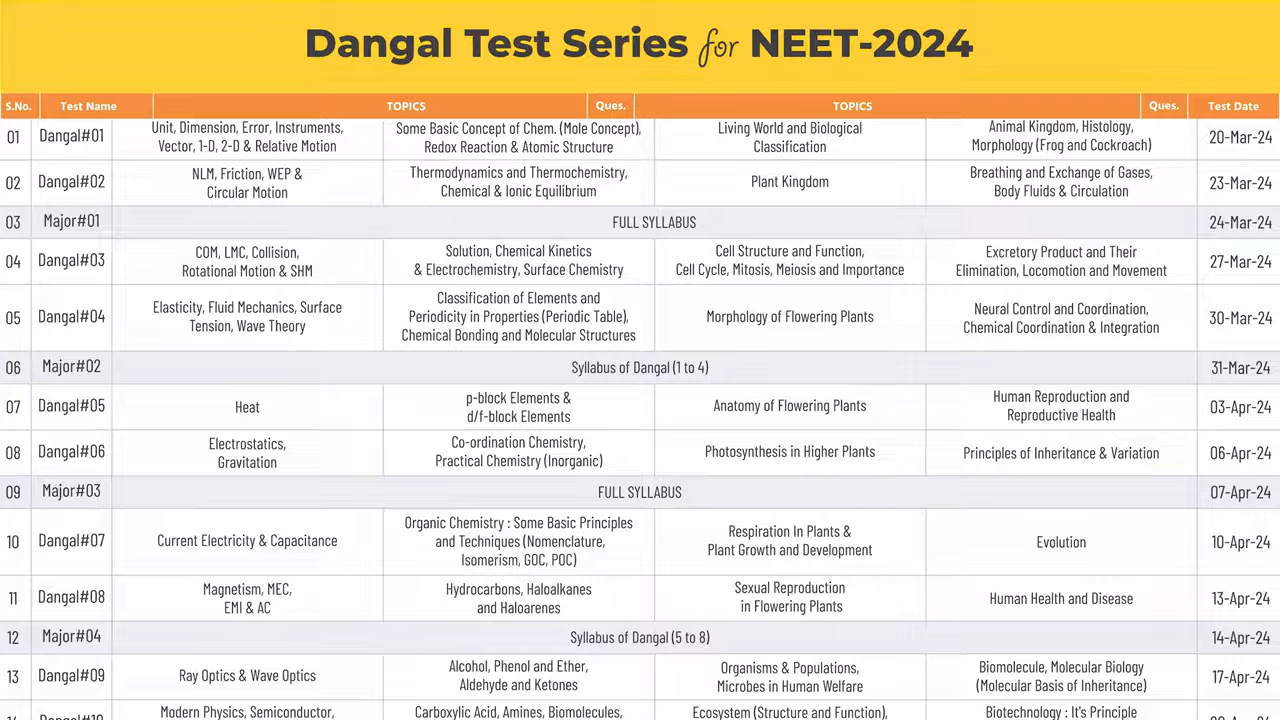 Dangal Test Series for NEET-2024
S.No. Test Name TOPICS Ques. TOPICS Ques. Test Date
01 Dangal#01 Unit, Dimension, Error, Instruments, Some Basic Concept of Chem. (Mole Concept), Living World and Biological Animal Kingdom, Histology, 20-Mar-24
Vector, 1-D, 2-D & Relative Motion Redox Reaction & Atomic Structure Classification Morphology (Frog and Cockroach)
02 Dangal#02 NLM, Friction, WEP & Thermodynamics and Thermochemistry, Plant Kingdom Breathing and Exchange of Gases, 23-Mar-24
Circular Motion Chemical & Ionic Equilibrium Body Fluids & Circulation
03 Major#01 FULL SYLLABUS 24-Mar-24
04 Dangal#03 COM, LMC, Collision, Solution, Chemical Kinetics Cell Structure and Function, Excretory Product and Their 27-Mar-24
Rotational Motion & SHM & Electrochemistry, Surface Chemistry Cell Cycle, Mitosis, Meiosis and Importance Elimination, Locomotion and Movement
05 Dangal#04 Elasticity, Fluid Mechanics, Surface Classification of Elements and Morphology of Flowering Plants Neural Control and Coordination, 30-Mar-24
Tension, Wave Theory Periodicity in Properties (Periodic Table), Chemical Coordination & Integration
Chemical Bonding and Molecular Structures
06 Major#02 Syllabus of Dangal (1 to 4) 31-Mar-24
07 Dangal#05 Heat p-block Elements & Anatomy of Flowering Plants Human Reproduction and 03-Apr-24
d/f-block Elements Reproductive Health
08 Dangal#06 Electrostatics, Co-ordination Chemistry, Photosynthesis in Higher Plants Principles of Inheritance & Variation 06-Apr-24
Gravitation Practical Chemistry (Inorganic)
09 Major#03 FULL SYLLABUS 07-Apr-24
10 Dangal#07 Current Electricity & Capacitance Organic Chemistry : Some Basic Principles Respiration In Plants & Evolution 10-Apr-24
and Techniques (Nomenclature, Plant Growth and Development
Isomerism, GOC, POC)
11 Dangal#08 Magnetism, MEC, Hydrocarbons, Haloalkanes Sexual Reproduction Human Health and Disease 13-Apr-24
EMI & AC and Haloarenes in Flowering Plants
12 Major#04 Syllabus of Dangal (5 to 8) 14-Apr-24
13 Dangal#09 Ray Optics & Wave Optics Alcohol, Phenol and Ether, Organisms & Populations, Biomolecule, Molecular Biology 17-Apr-24
Aldehyde and Ketones Microbes in Human Welfare (Molecular Basis of Inheritance)
Modern Physics, Semiconductor, Carboxylic Acid, Amines, Biomolecules, Ecosystem (Structure and Function), Biotechnology : It's Principle